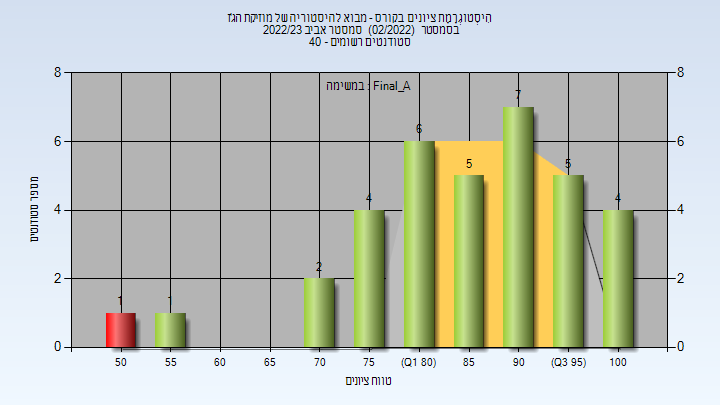 הִיסְטוֹגְרָמַת ציונים בקורס - מבוא להיסטוריה של מוזיקת הג'ז
בסמסטר (02/2022) סמסטר אביב 2022/23
סטודנטים רשומים - 40
במשימה : Final_A
8 8
6 6
4 4
2 2
0 0
מספר סטודנטים
1 1 2 4 6 5 7 5 4
50 55 60 65 70 75 (Q1 80) 85 90 (Q3 95) 100
טווח ציונים